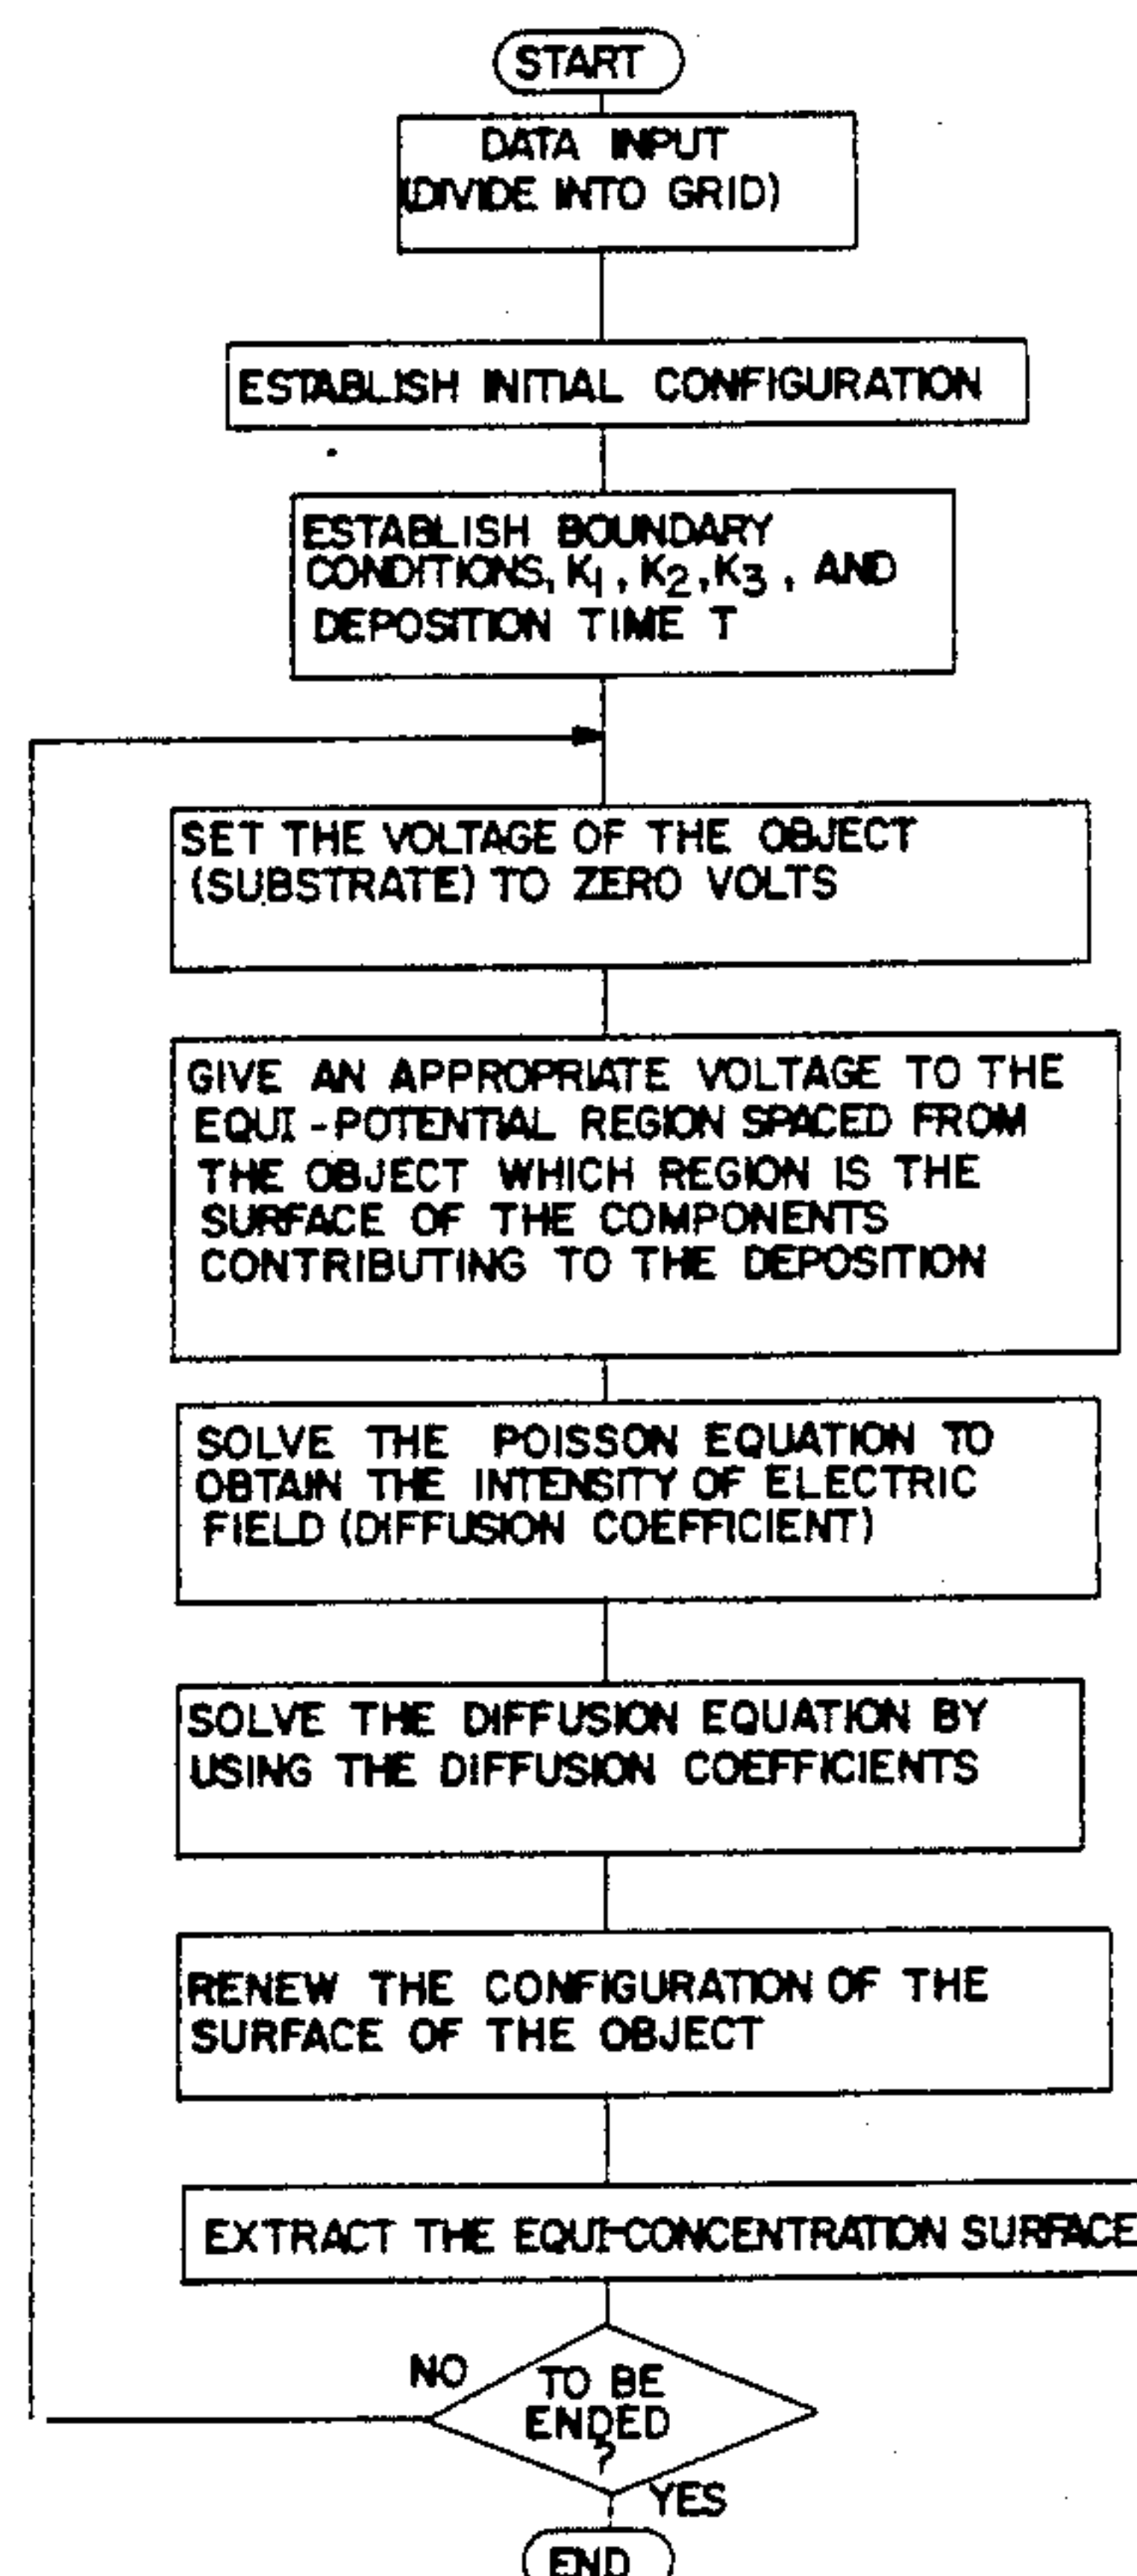 START
DATA INPUT
(DIVIDE INTO GRID)
ESTABLISH INITIAL CONFIGURATION
ESTABLISH BOUNDARY
CONDITIONS, K1, K2, K3, AND
DEPOSITION TIME T
SET THE VOLTAGE OF THE OBJECT
(SUBSTRATE) TO ZERO VOLTS
GIVE AN APPROPRIATE VOLTAGE TO THE
EQUI-POTENTIAL REGION SPACED FROM
THE OBJECT WHICH REGION IS THE
SURFACE OF THE COMPONENTS
CONTRIBUTING TO THE DEPOSITION
SOLVE THE POISSON EQUATION TO
OBTAIN THE INTENSITY OF ELECTRIC
FIELD (DIFFUSION COEFFICIENT)
SOLVE THE DIFFUSION EQUATION BY
USING THE DIFFUSION COEFFICIENTS
RENEW THE CONFIGURATION OF THE
SURFACE OF THE OBJECT
EXTRACT THE EQUI-CONCENTRATION SURFACE
NO
TO BE
ENDED
?
YES
END